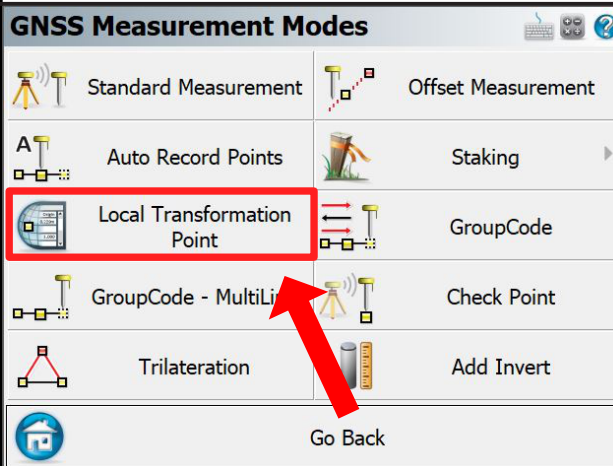 GNSS Measurement Modes
Standard Measurement
Offset Measurement
A
Auto Record Points
Staking
Local Transformation
Point
GroupCode
GroupCode - MultiLi
Check Point
Trilateration
Add Invert
Go Back